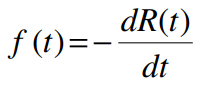 f (t) = − dR(t)/dt